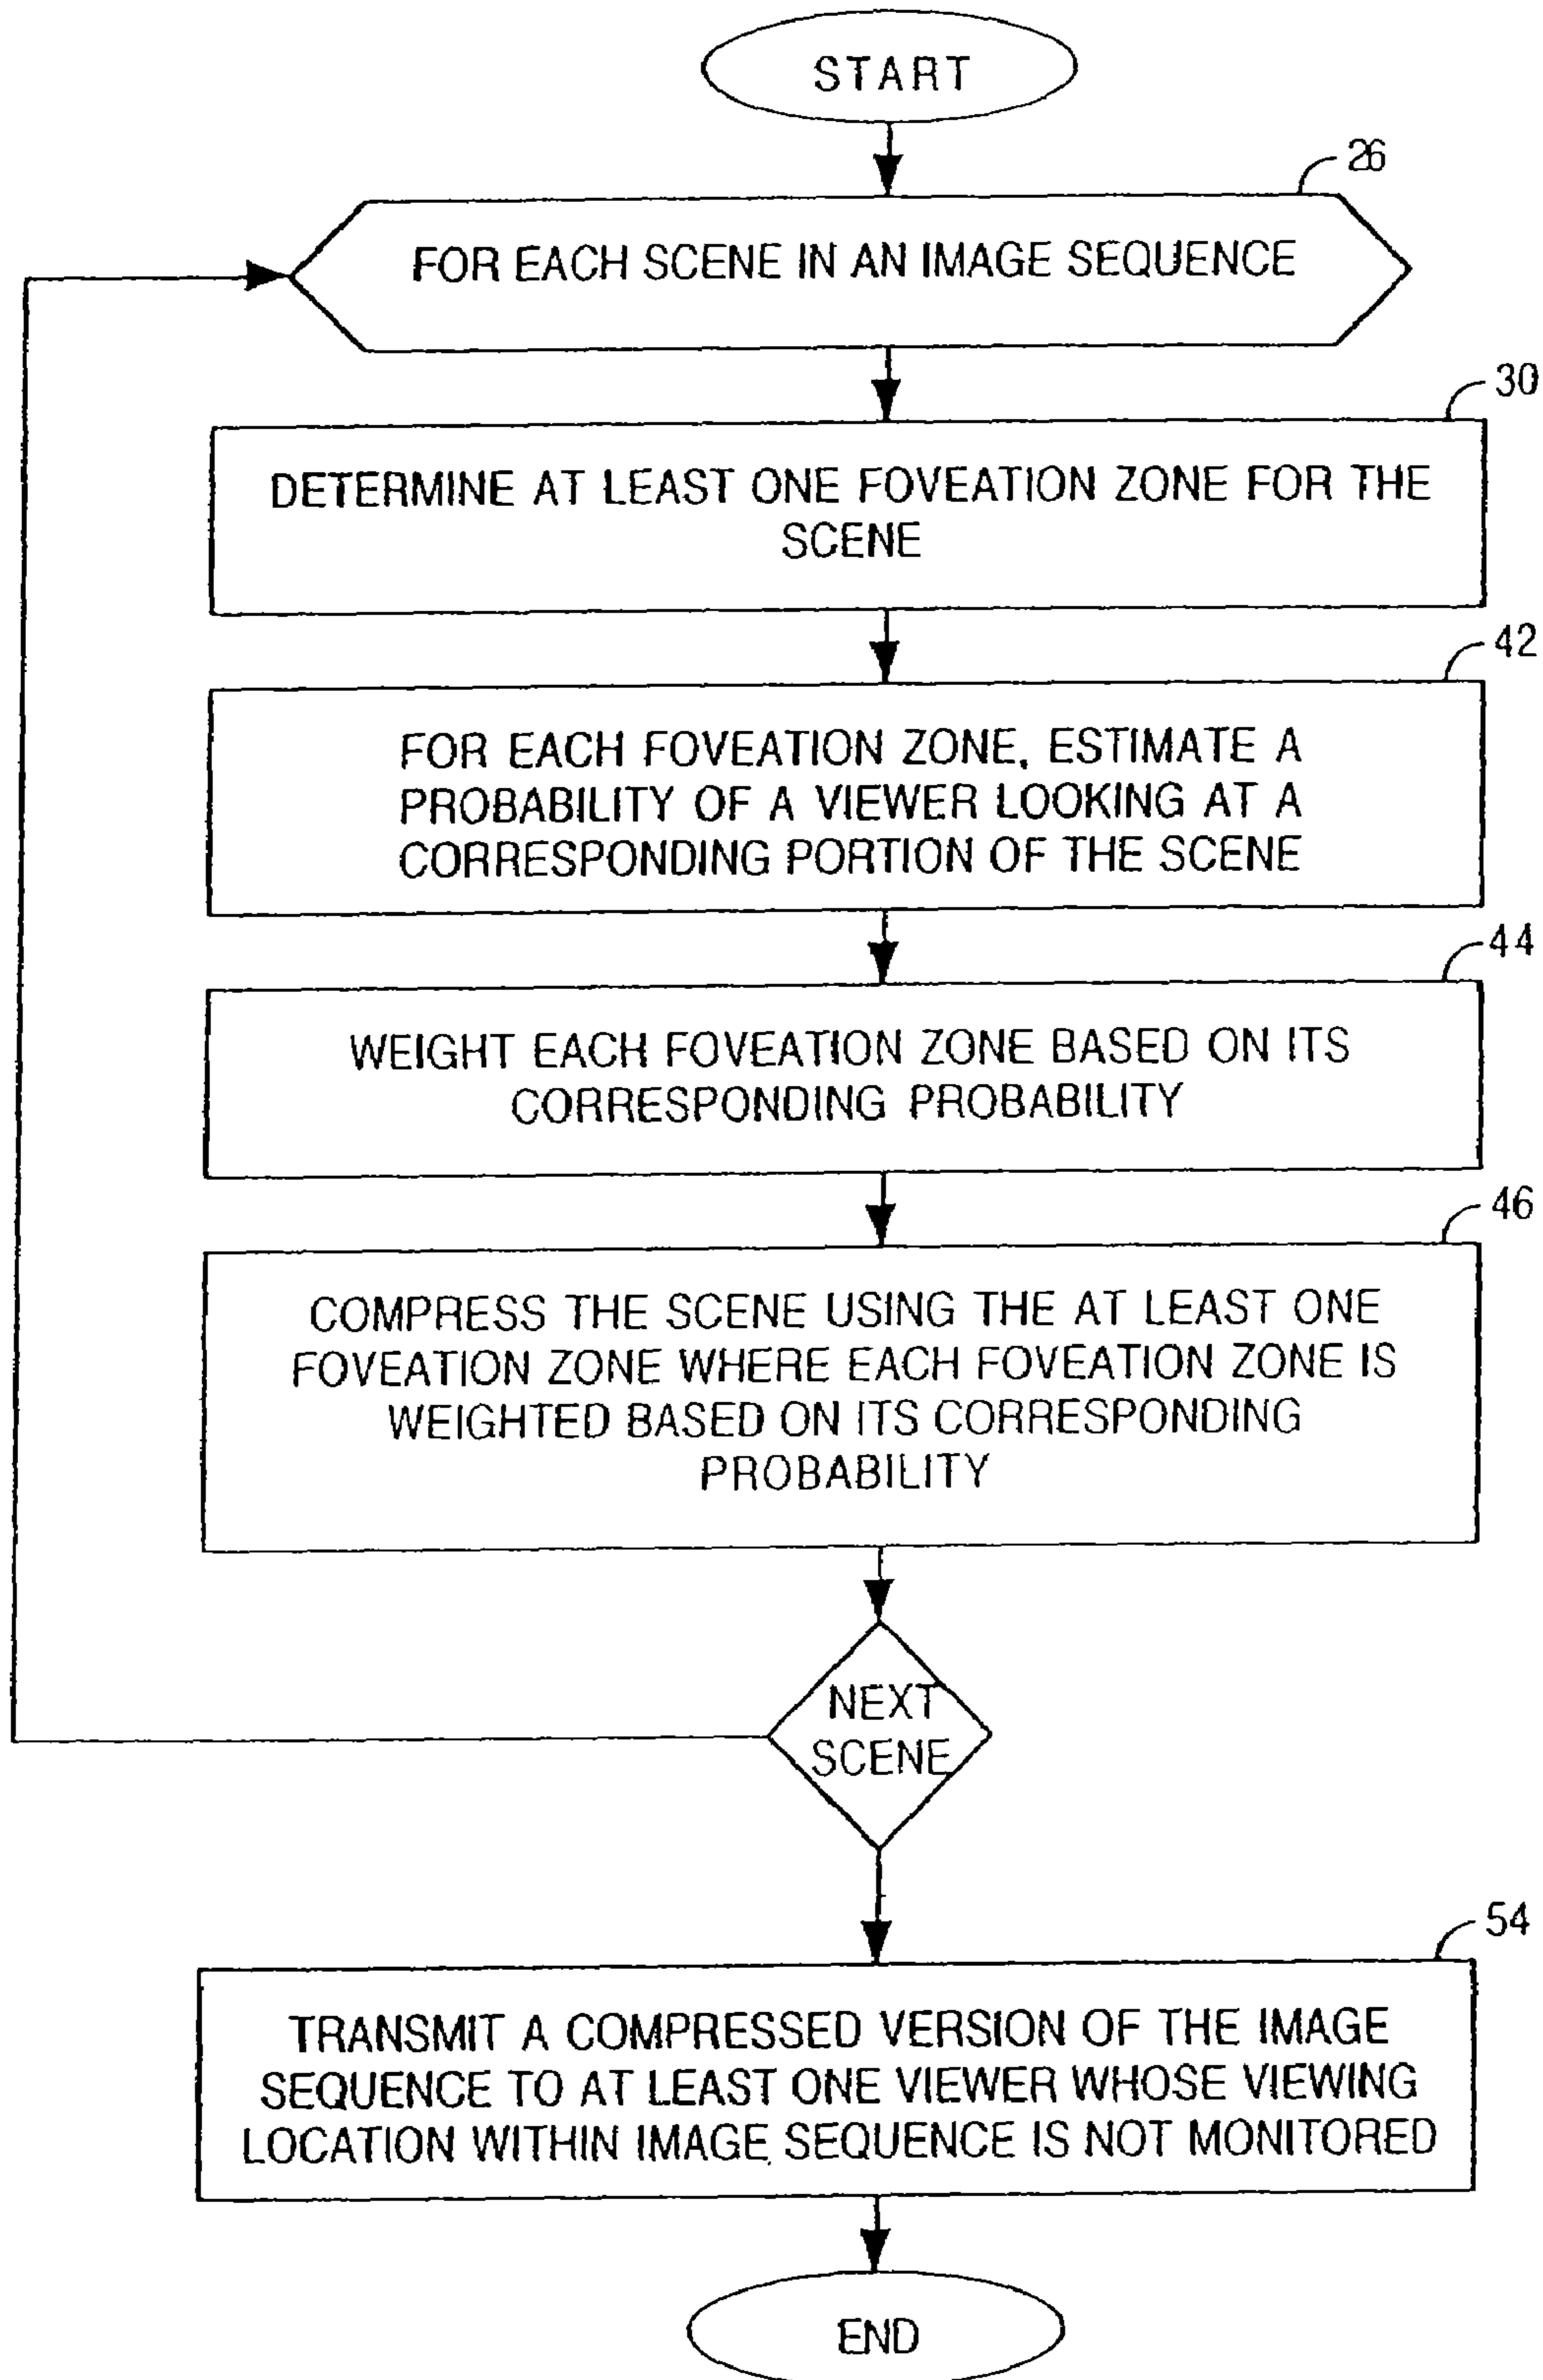 START
26
FOR EACH SCENE IN AN IMAGE SEQUENCE
30
DETERMINE AT LEAST ONE FOVEATION ZONE FOR THE
SCENE
42
FOR EACH FOVEATION ZONE, ESTIMATE A
PROBABILITY OF A VIEWER LOOKING AT A
CORRESPONDING PORTION OF THE SCENE
44
WEIGHT EACH FOVEATION ZONE BASED ON ITS
CORRESPONDING PROBABILITY
46
COMPRESS THE SCENE USING THE AT LEAST ONE
FOVEATION ZONE WHERE EACH FOVEATION ZONE IS
WEIGHTED BASED ON ITS CORRESPONDING
PROBABILITY
NEXT
SCENE
54
TRANSMIT A COMPRESSED VERSION OF THE IMAGE
SEQUENCE TO AT LEAST ONE VIEWER WHOSE VIEWING
LOCATION WITHIN IMAGE SEQUENCE IS NOT MONITORED
END